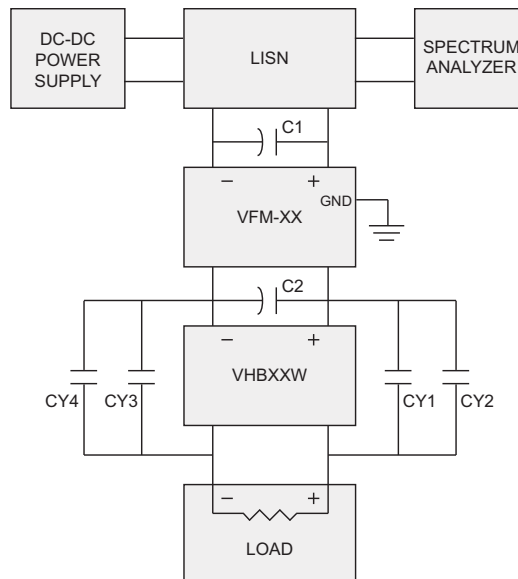 DC-DC
POWER
SUPPLY
LISN
SPECTRUM
ANALYZER
C1
– +
GND
VFM-XX
C2
– +
VHBXXW
CY4 CY3 CY1 CY2
– +
LOAD